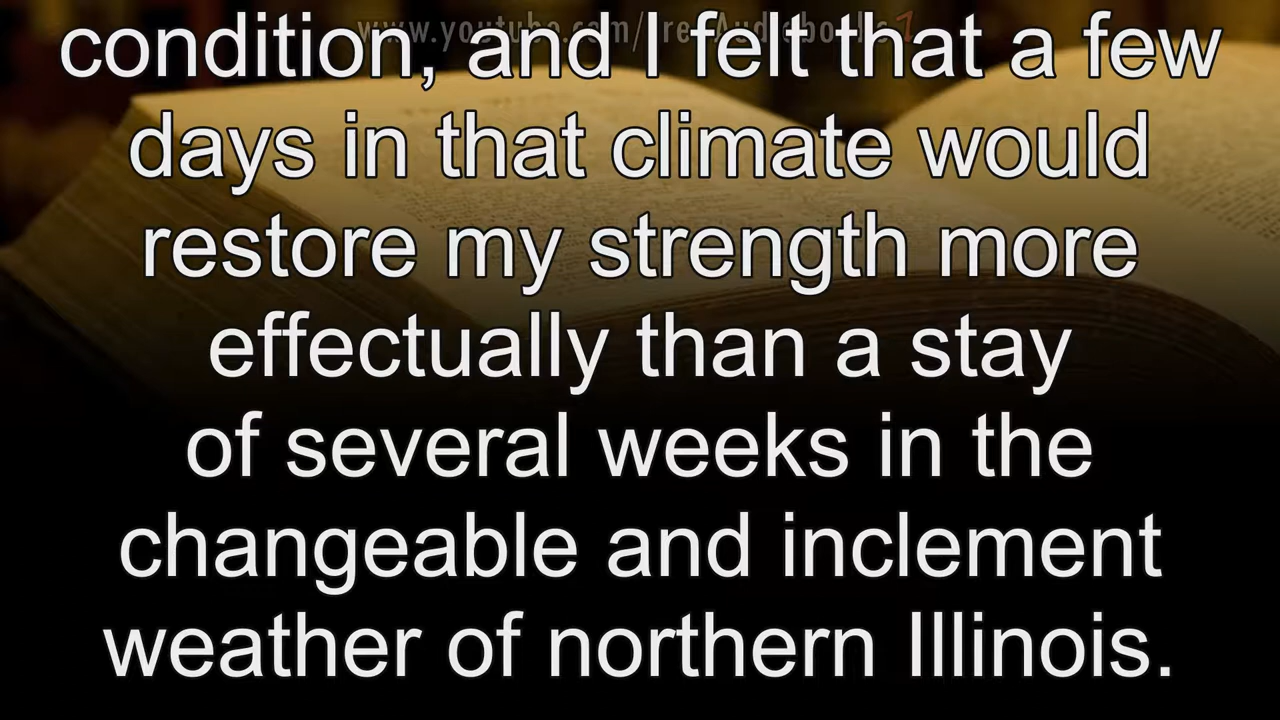 condition, and I felt that a few
days in that climate would
restore my strength more
effectually than a stay
of several weeks in the
changeable and inclement
weather of northern Illinois.